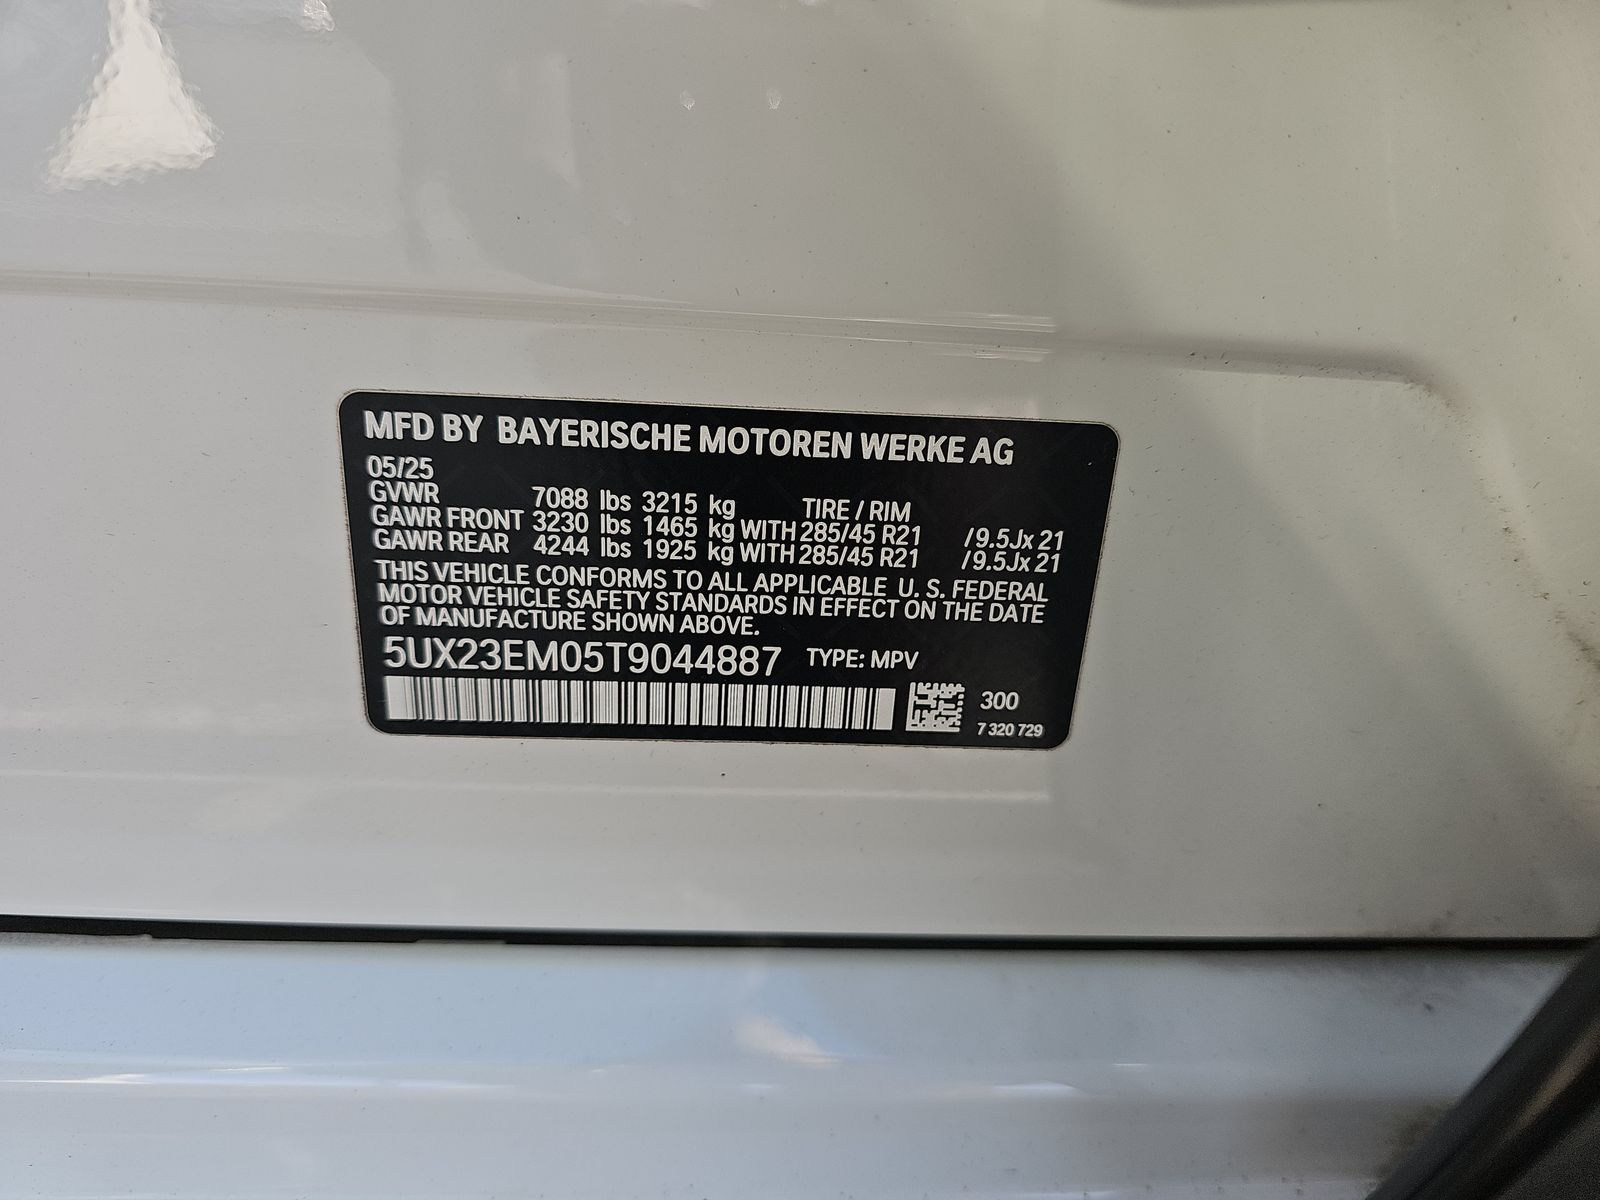 MFD BY BAYERISCHE MOTOREN WERKE AG
05/25
GVWR 7088 lbs 3215 kg TIRE / RIM
GAWR FRONT 3230 lbs 1465 kg WITH 285/45 R21 /9.5Jx 21
GAWR REAR 4244 lbs 1925 kg WITH 285/45 R21 /9.5Jx 21
THIS VEHICLE CONFORMS TO ALL APPLICABLE U. S. FEDERAL
MOTOR VEHICLE SAFETY STANDARDS IN EFFECT ON THE DATE
OF MANUFACTURE SHOWN ABOVE.
5UX23EM05T9044887 TYPE: MPV
300
7 320 729